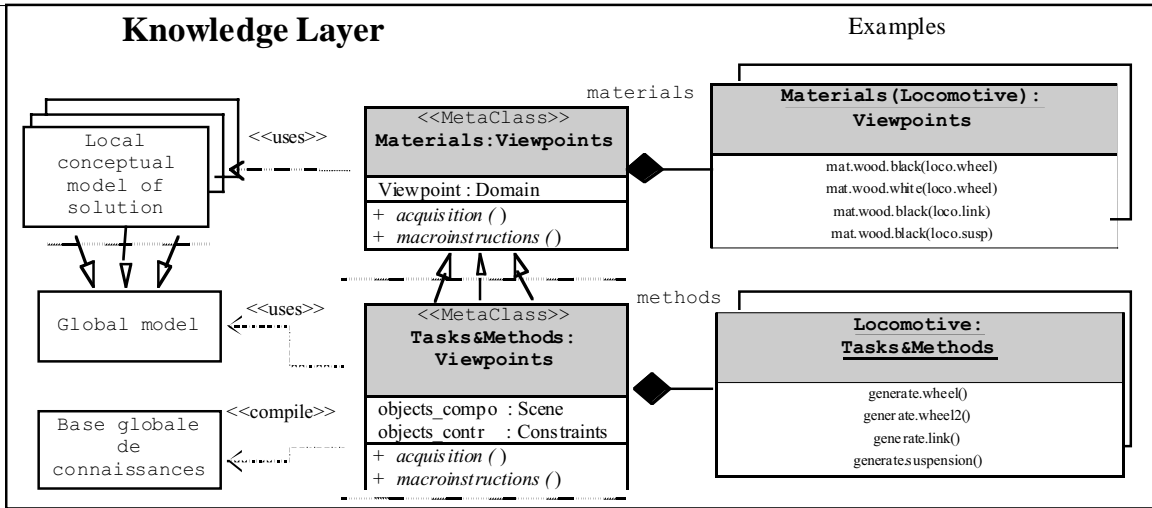 Knowledge Layer
Examples
Local
conceptual
model of
solution
<<uses>>
<<MetaClass>>
Materials:Viewpoints
Viewpoint : Domain
+ acquisition ()
+ macroinstructions ()
materials
Materials(Locomotive):
Viewpoints
mat.wood.black(loco.wheel)
mat.wood.white(loco.wheel)
mat.wood.black(loco.link)
mat.wood.black(loco.susp)
Global model
<<uses>>
<<MetaClass>>
Tasks&Methods:
Viewpoints
objects_compo : Scene
objects_contr : Constraints
+ acquisition ()
+ macroinstructions ()
methods
Locomotive:
Tasks&Methods
generate.wheel()
generate.wheel2()
generate.link()
generate.suspension()
<<compile>>
Base globale
de
connaissances